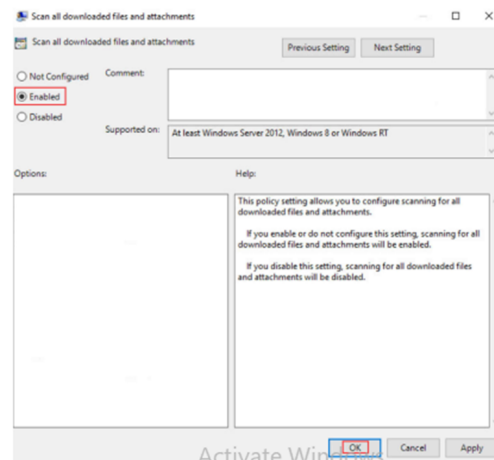 Scan all downloaded files and attachments
Scan all downloaded files and attachments
Previous Setting
Next Setting
Not Configured
Comment:
Enabled
Disabled
Supported on:
At least Windows Server 2012, Windows 8 or Windows RT
Options:
Help:
This policy setting allows you to configure scanning for all
downloaded files and attachments.
If you enable or do not configure this setting, scanning for all
downloaded files and attachments will be enabled.
If you disable this setting, scanning for all downloaded files
and attachments will be disabled.
OK
Cancel
Apply
Activate Windows